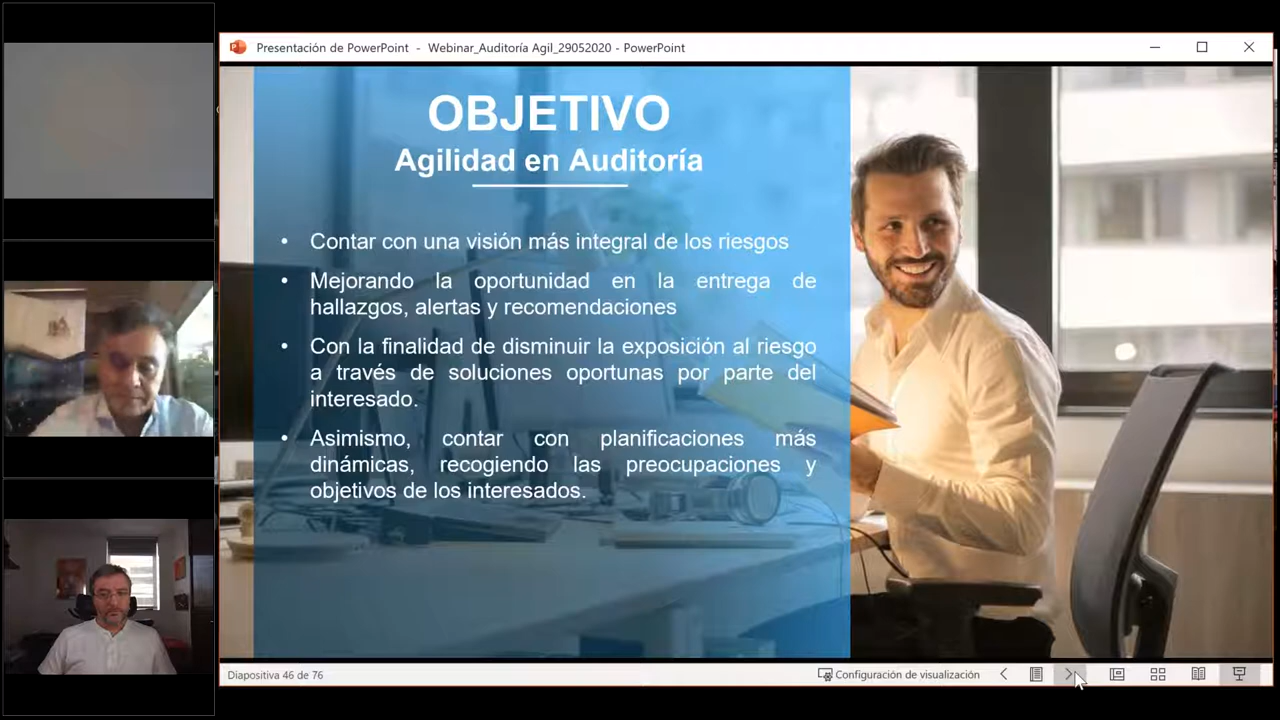 Presentación de PowerPoint - Webinar_Auditoría Agil_29052020 - PowerPoint
OBJETIVO
Agilidad en Auditoría
• Contar con una visión más integral de los riesgos
• Mejorando la oportunidad en la entrega de
hallazgos, alertas y recomendaciones
• Con la finalidad de disminuir la exposición al riesgo
a través de soluciones oportunas por parte del
interesado.
• Asimismo, contar con planificaciones más
dinámicas, recogiendo las preocupaciones y
objetivos de los interesados.
Diapositiva 46 de 76
Configuración de visualización